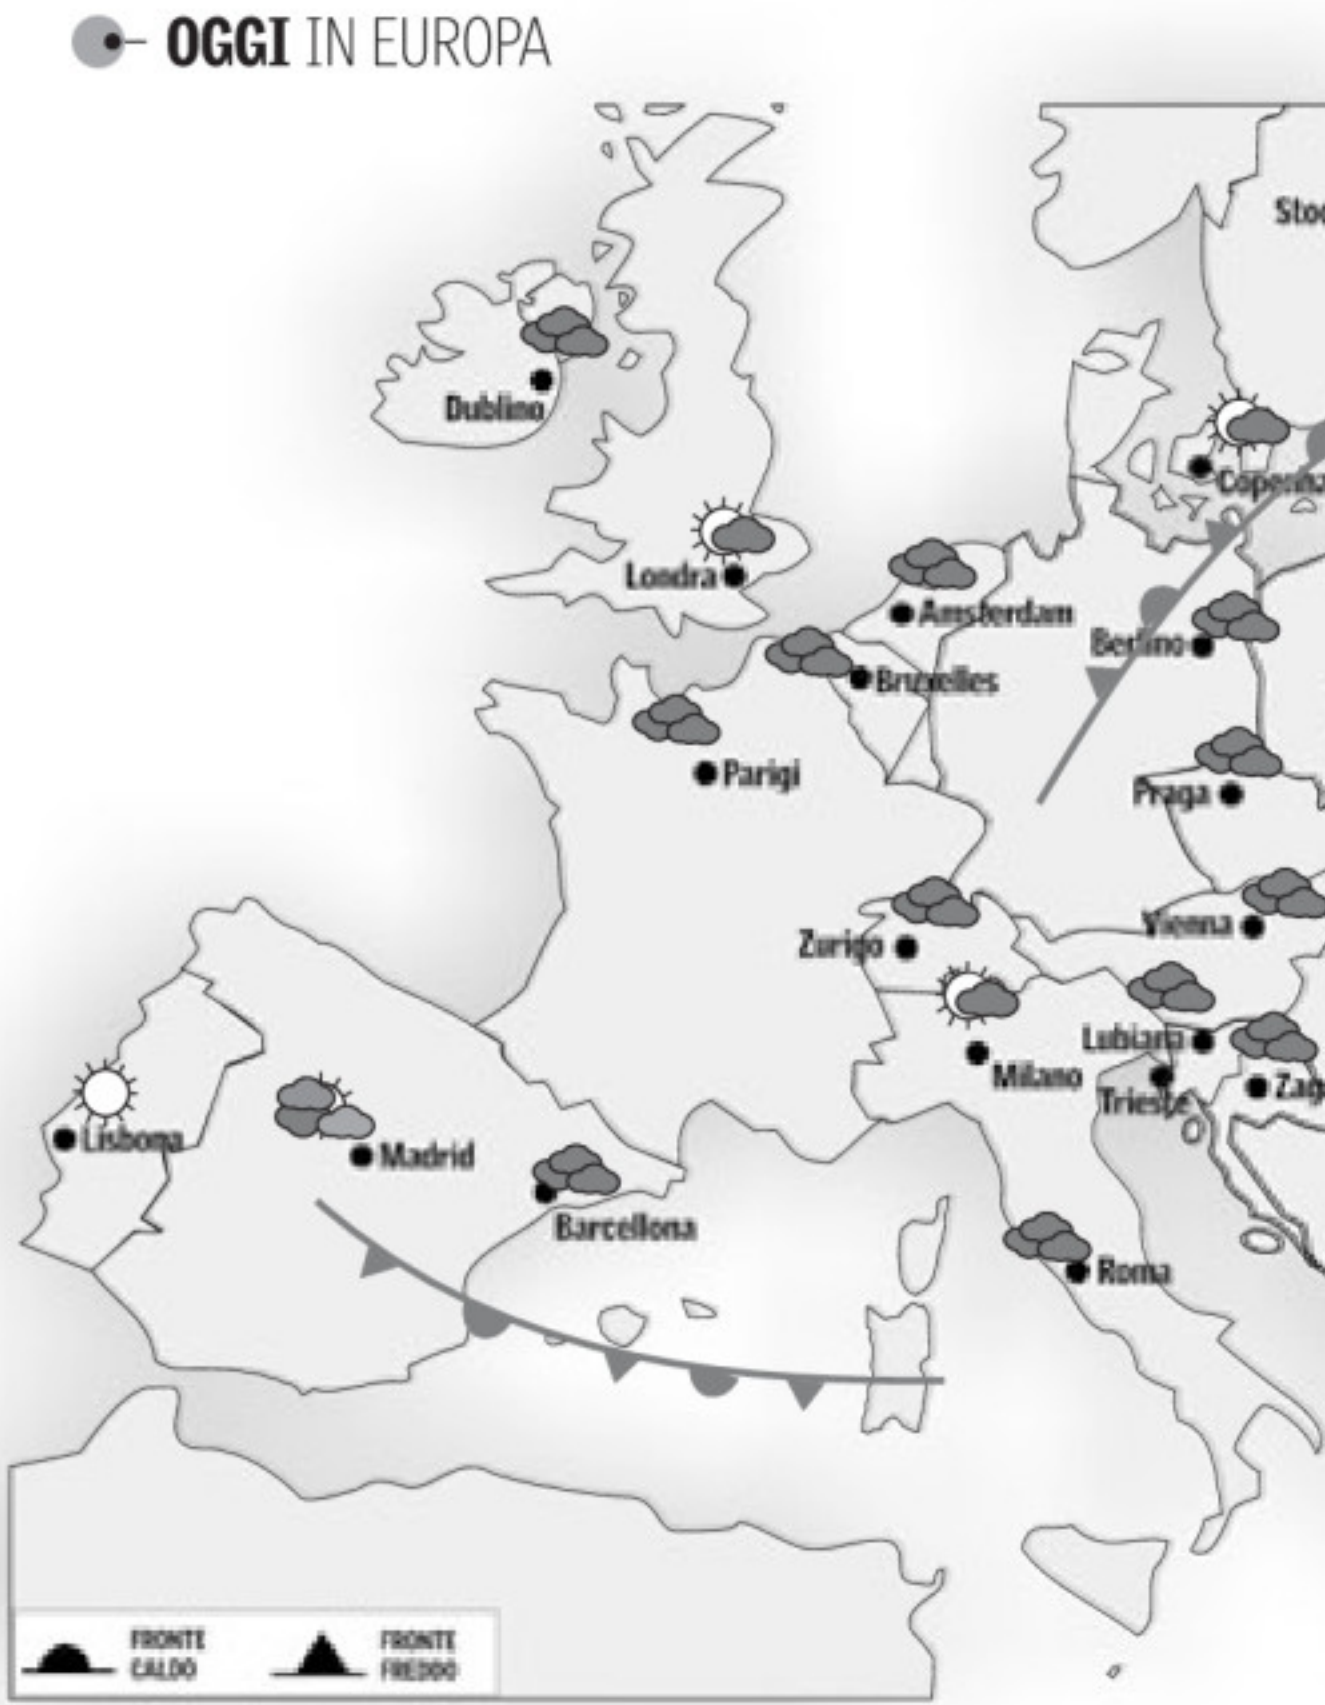 OGGI IN EUROPA
Dublino
Londra
Amsterdam
Berlino
Bruxelles
Parigi
Praga
Vienna
Zurigo
Lubiana
Milano
Trieste
Lisbona
Madrid
Barcellona
Roma
FRONTE
CALDO
FRONTE
FREDDO